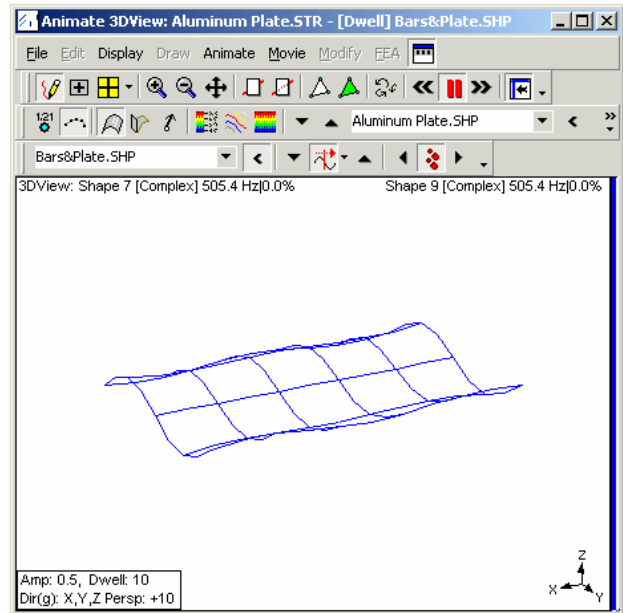 Animate 3DView: Aluminum Plate.STR - [Dwell] Bars&Plate.SHP
File Edit Display Draw Animate Movie Modify FEA
1.21 Aluminum Plate.SHP
Bars&Plate.SHP
3DView: Shape 7 [Complex] 505.4 Hz|0.0% Shape 9 [Complex] 505.4 Hz|0.0%
Z
X Y
Amp: 0.5, Dwell: 10
Dir(g): X,Y,Z Persp: +10